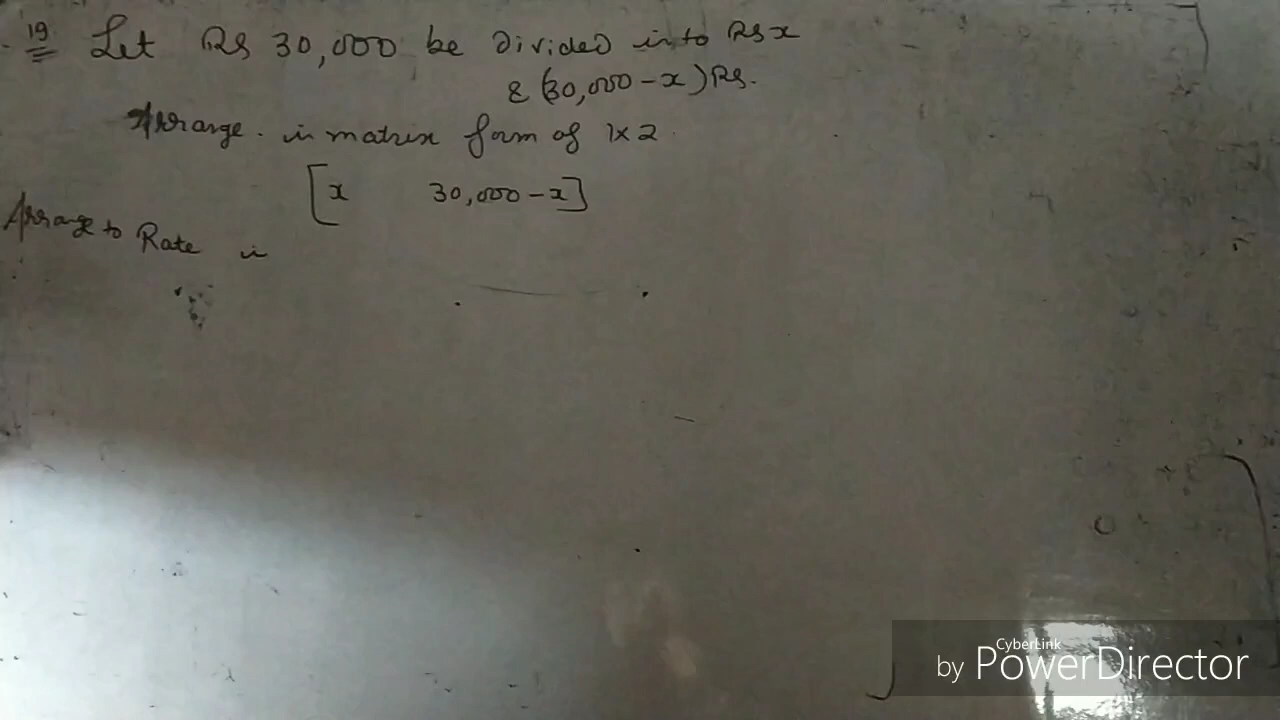 19 Let Rs 30,000 be Divided into Rs x
& (30,000 - x) Rs.
Arrange. in matrix form of 1x2.
[x 30,000 - x]
Arrange to Rate in
CyberLink
by PowerDirector